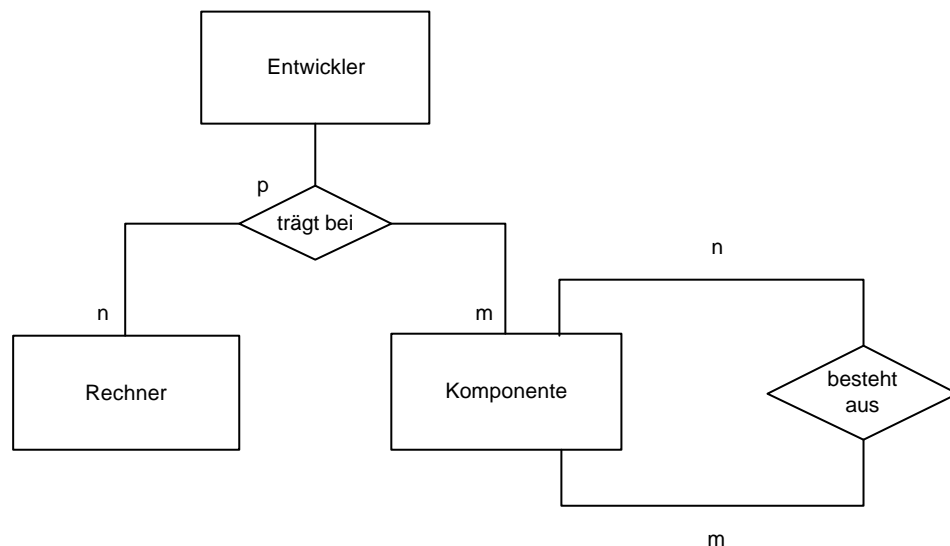 Entwickler
p
trägt bei
n
n
m
Rechner
Komponente
besteht
aus
m